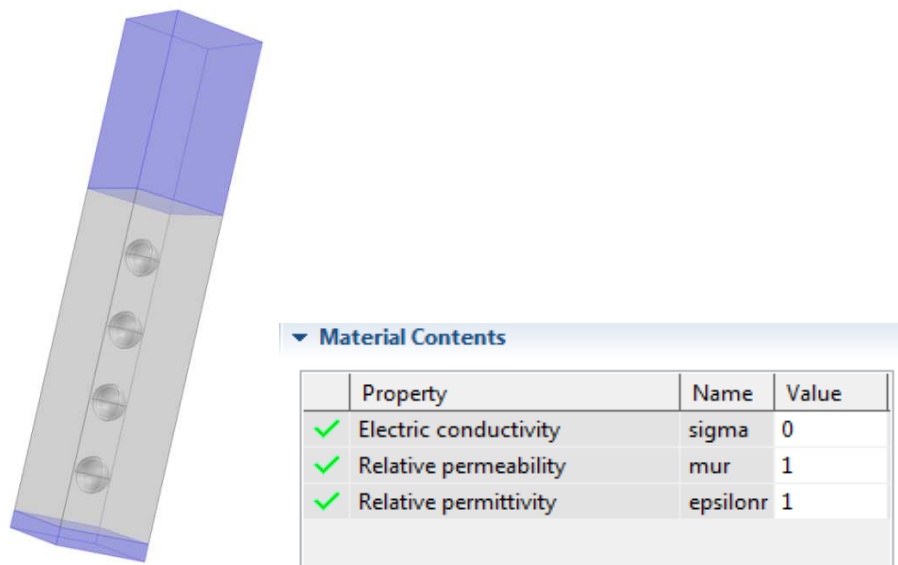 Material Contents
Property Name Value
Electric conductivity sigma 0
Relative permeability mur 1
Relative permittivity epsilonr 1